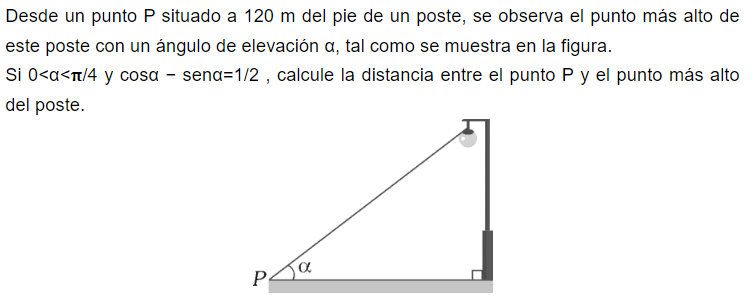 Desde un punto P situado a 120 m del pie de un poste, se observa el punto más alto de
este poste con un ángulo de elevación α, tal como se muestra en la figura.
Si 0<α<π/4 y cosα − senα=1/2 , calcule la distancia entre el punto P y el punto más alto
del poste.
P α